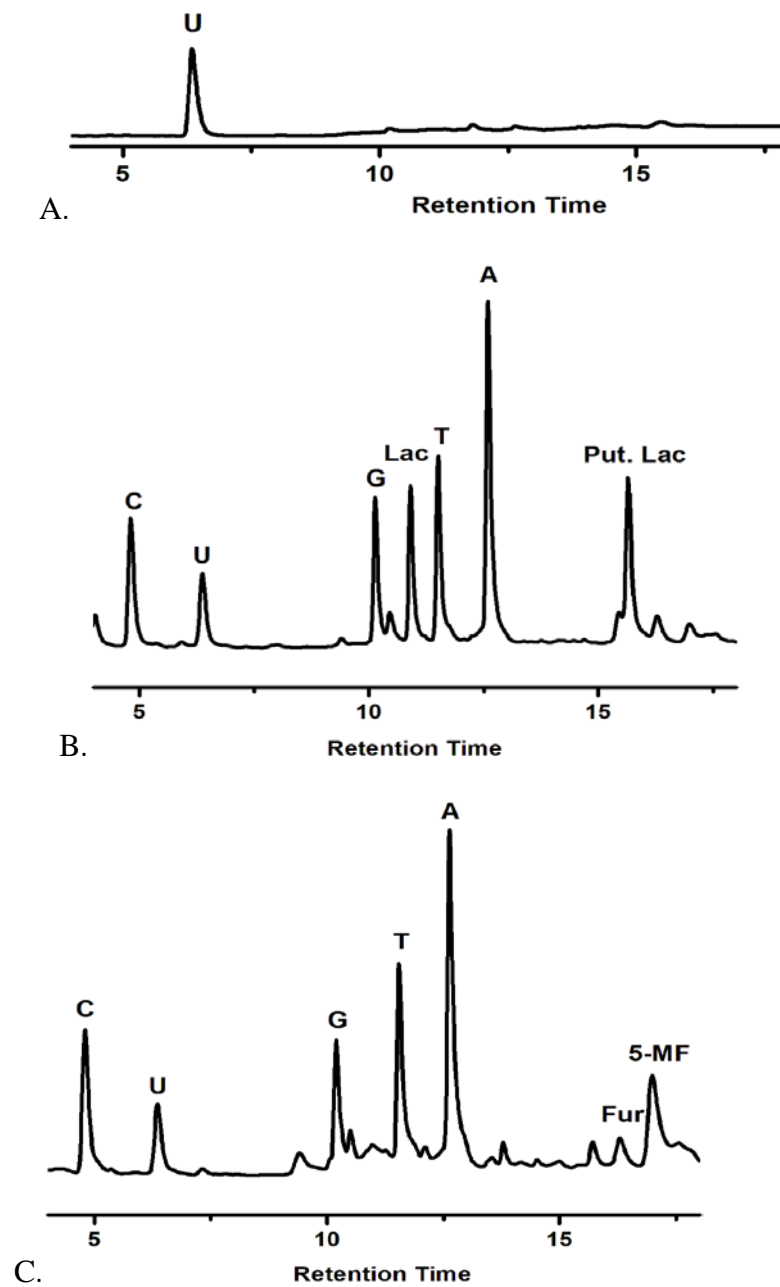 U
5 10 15
Retention Time
A.
A
T
Lac
Put. Lac
G
C
U
5 10 15
Retention Time
B.
A
T
C
G
5-MF
U
Fur
5 10 15
Retention Time
C.